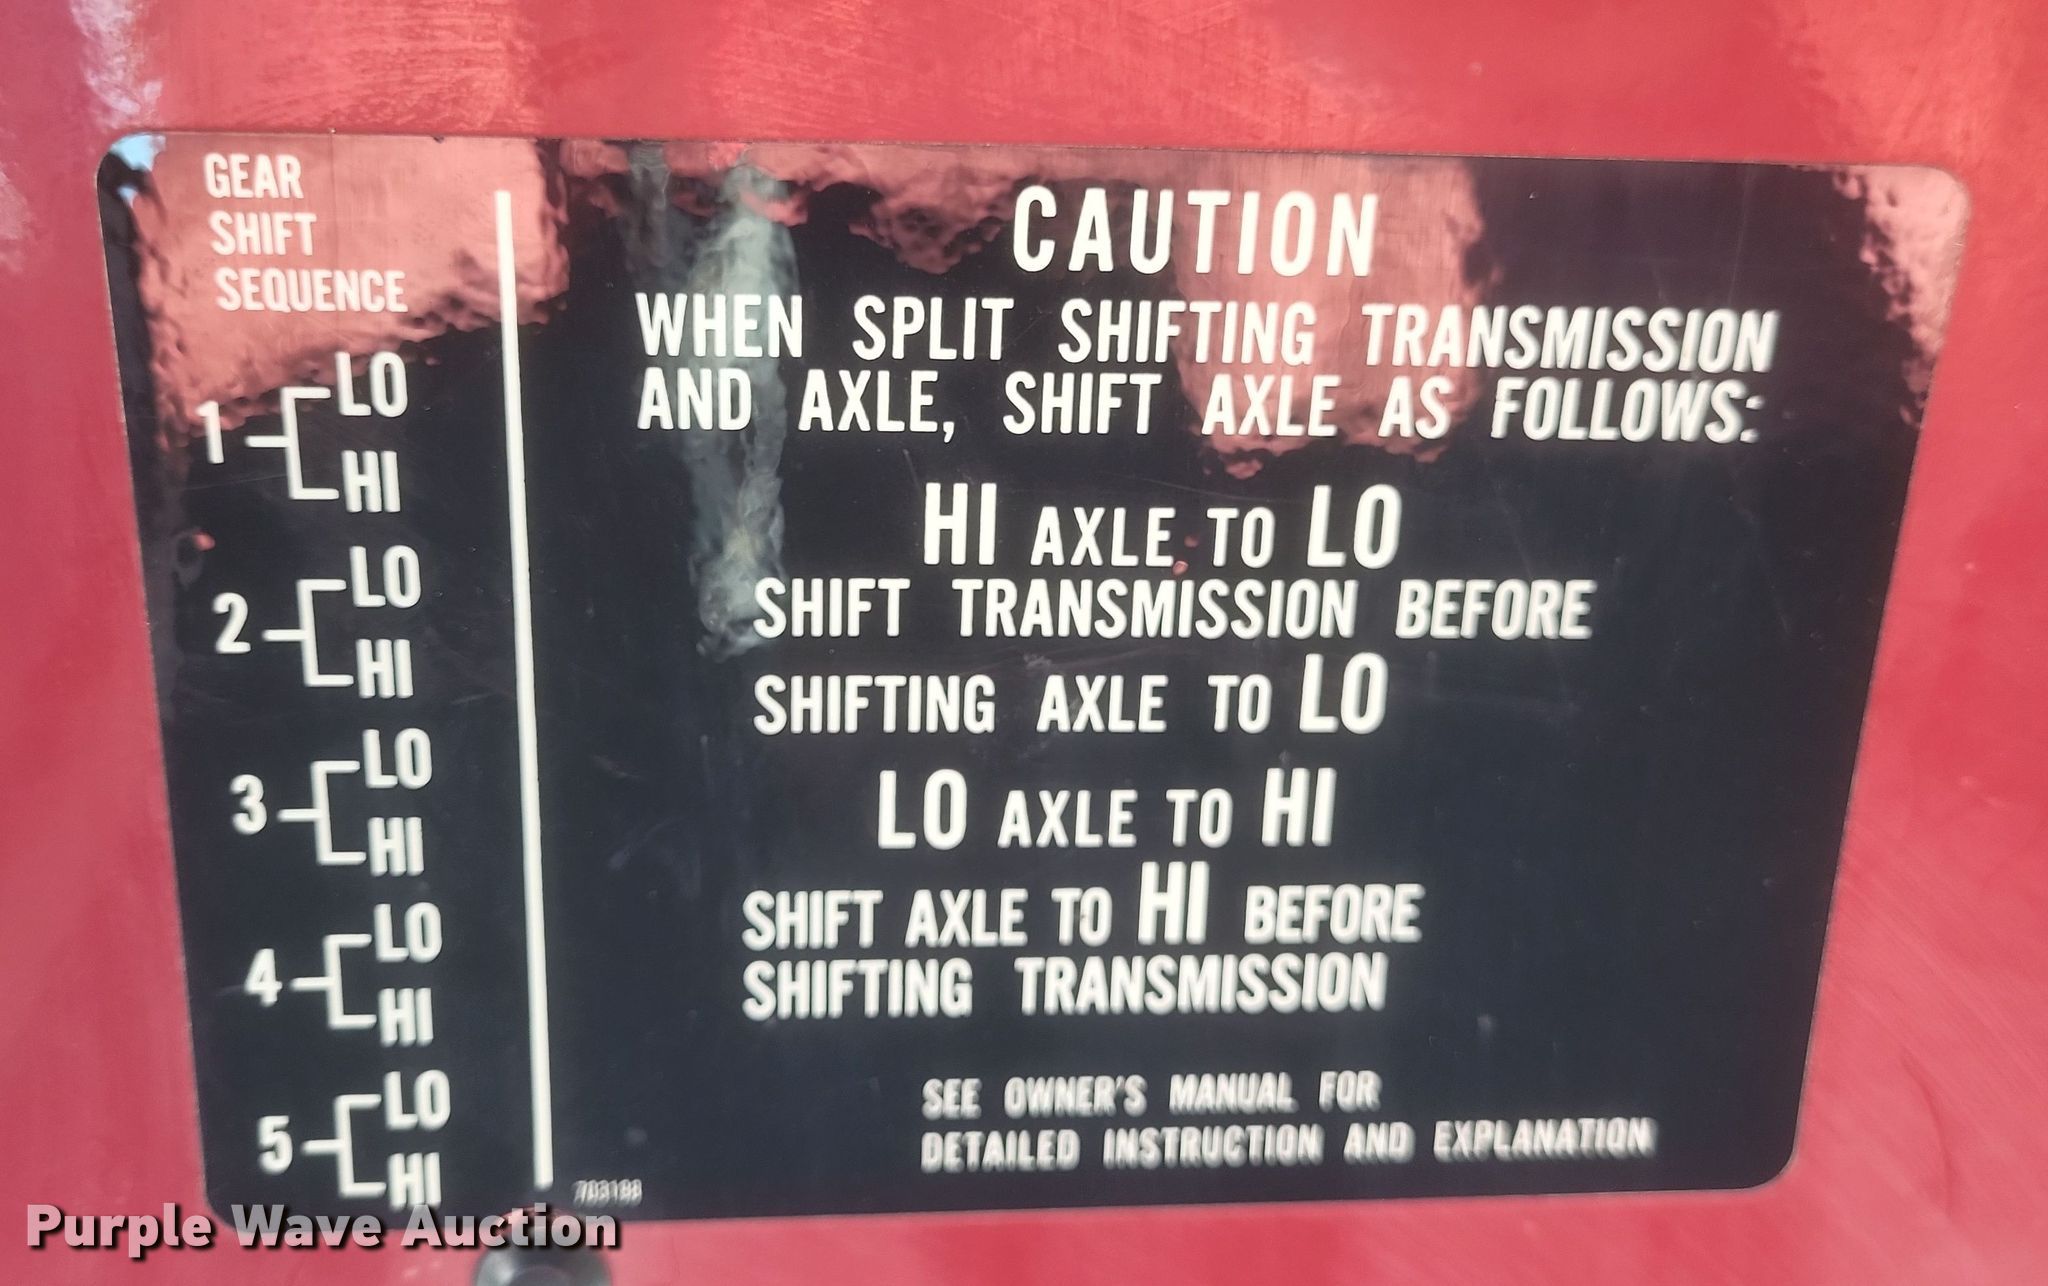 GEAR
SHIFT
SEQUENCE
LO
1
HI
LO
2
HI
LO
3
HI
LO
4
HI
LO
5
HI
CAUTION
WHEN SPLIT SHIFTING TRANSMISSION
AND AXLE, SHIFT AXLE AS FOLLOWS:
HI AXLE TO LO
SHIFT TRANSMISSION BEFORE
SHIFTING AXLE TO LO
LO AXLE TO HI
SHIFT AXLE TO HI BEFORE
SHIFTING TRANSMISSION
SEE OWNER'S MANUAL FOR
DETAILED INSTRUCTION AND EXPLANATION
Purple Wave Auction